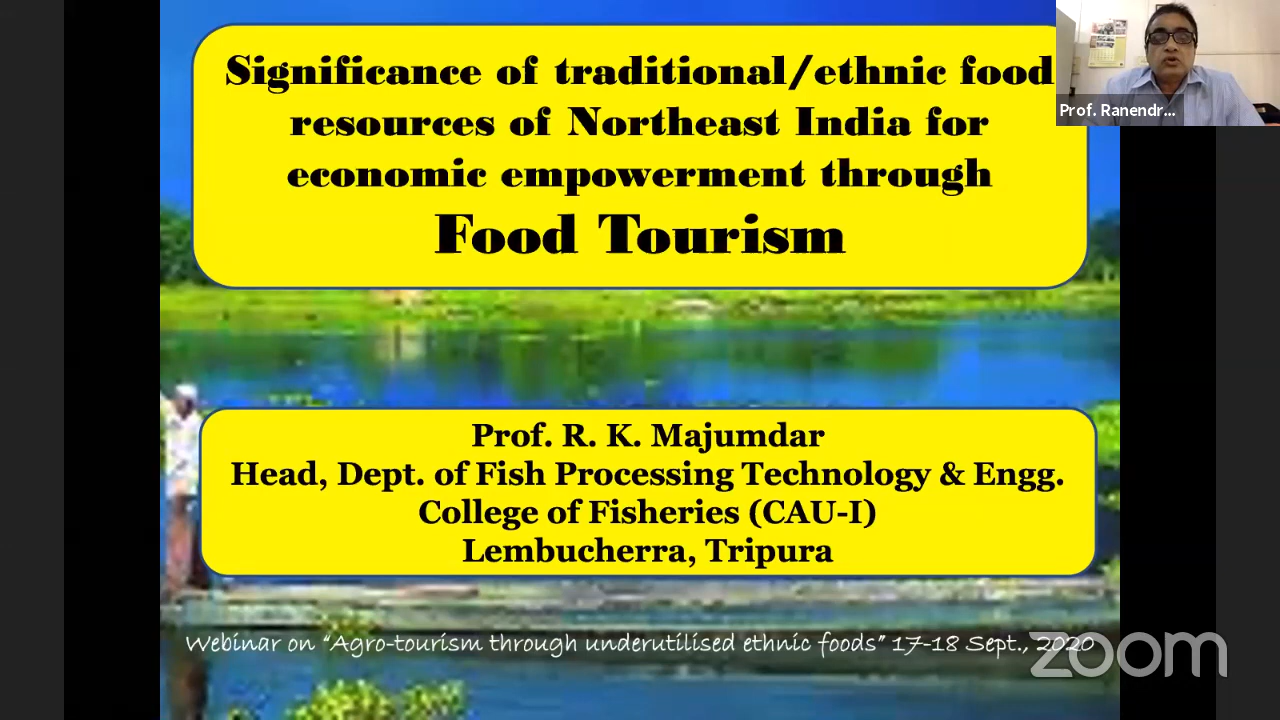 Significance of traditional/ethnic food
resources of Northeast India for
economic empowerment through
Food Tourism
Prof. Ranendr...
Prof. R. K. Majumdar
Head, Dept. of Fish Processing Technology & Engg.
College of Fisheries (CAU-I)
Lembucherra, Tripura
Webinar on “Agro-tourism through underutilised ethnic foods” 17-18 Sept., 2020
zoom